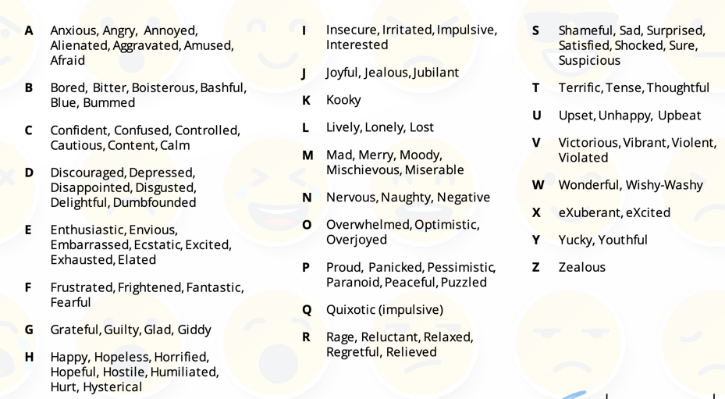 A Anxious, Angry, Annoyed,
Alienated, Aggravated, Amused,
Afraid
B Bored, Bitter, Boisterous, Bashful,
Blue, Bummed
C Confident, Confused, Controlled,
Cautious, Content, Calm
D Discouraged, Depressed,
Disappointed, Disgusted,
Delightful, Dumbfounded
E Enthusiastic, Envious,
Embarrassed, Ecstatic, Excited,
Exhausted, Elated
F Frustrated, Frightened, Fantastic,
Fearful
G Grateful, Guilty, Glad, Giddy
H Happy, Hopeless, Horrified,
Hopeful, Hostile, Humiliated,
Hurt, Hysterical
I Insecure, Irritated, Impulsive,
Interested
J Joyful, Jealous, Jubilant
K Kooky
L Lively, Lonely, Lost
M Mad, Merry, Moody,
Mischievous, Miserable
N Nervous, Naughty, Negative
O Overwhelmed, Optimistic,
Overjoyed
P Proud, Panicked, Pessimistic,
Paranoid, Peaceful, Puzzled
Q Quixotic (impulsive)
R Rage, Reluctant, Relaxed,
Regretful, Relieved
S Shameful, Sad, Surprised,
Satisfied, Shocked, Sure,
Suspicious
T Terrific, Tense, Thoughtful
U Upset, Unhappy, Upbeat
V Victorious, Vibrant, Violent,
Violated
W Wonderful, Wishy-Washy
X eXuberant, eXcited
Y Yucky, Youthful
Z Zealous